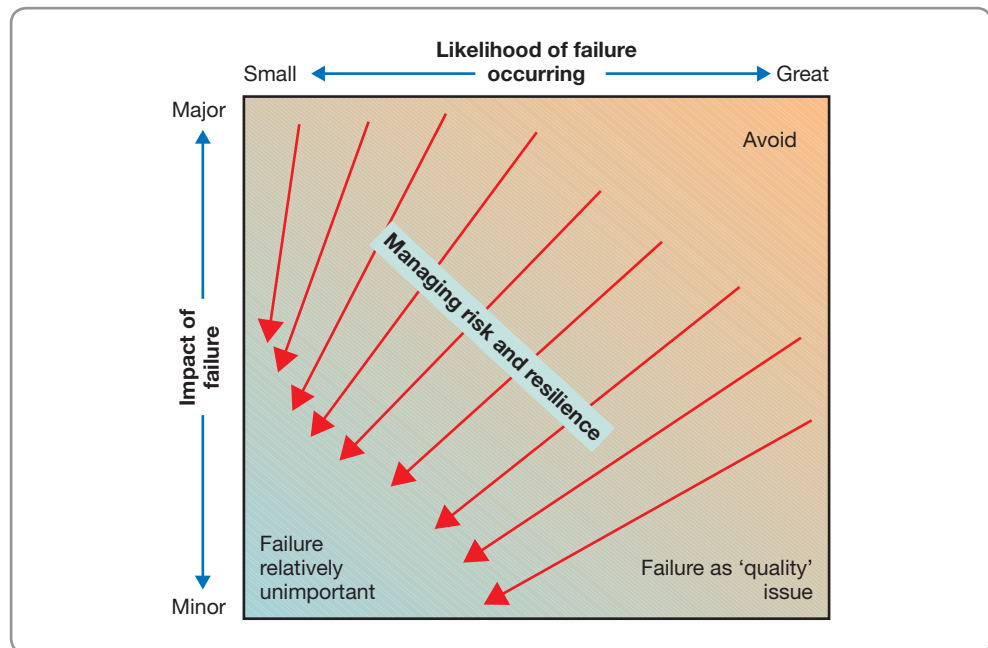 Likelihood of failure
occurring
Small
Great
Major
Avoid
Managing risk and resilience
Impact of
failure
Failure
relatively
unimportant
Failure as ‘quality’
issue
Minor